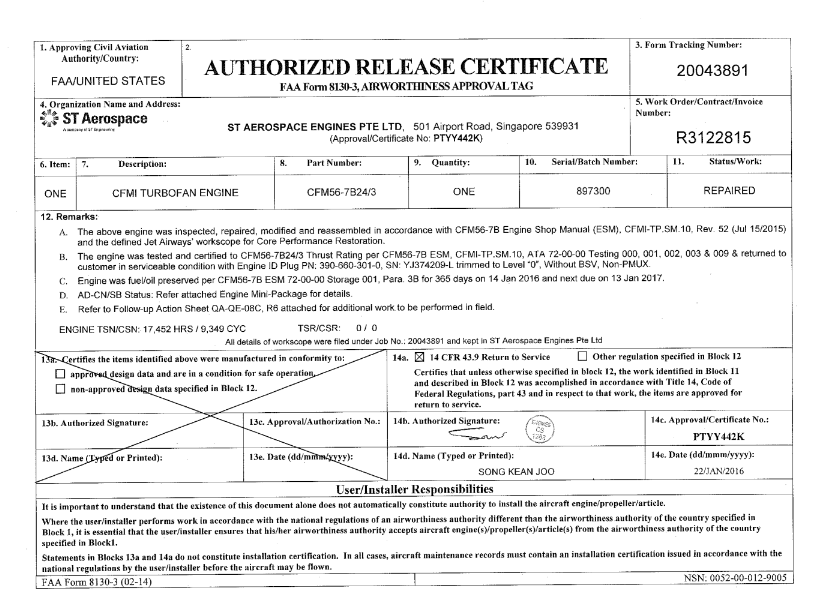 1. Approving Civil Aviation
Authority/Country:
FAA/UNITED STATES
2.
AUTHORIZED RELEASE CERTIFICATE
FAA Form 8130-3, AIRWORTHINESS APPROVAL TAG
3. Form Tracking Number:
20043891
4. Organization Name and Address:
ST Aerospace
A company of ST Engineering
ST AEROSPACE ENGINES PTE LTD, 501 Airport Road, Singapore 539931
(Approval/Certificate No: PTYY442K)
5. Work Order/Contract/Invoice
Number:
R3122815
6. Item: 7. Description: 8. Part Number: 9. Quantity: 10. Serial/Batch Number: 11. Status/Work:
ONE CFMI TURBOFAN ENGINE CFM56-7B24/3 ONE 897300 REPAIRED
12. Remarks:
A. The above engine was inspected, repaired, modified and reassembled in accordance with CFM56-7B Engine Shop Manual (ESM), CFMI-TP.SM.10, Rev. 52 (Jul 15/2015)
and the defined Jet Airways' workscope for Core Performance Restoration.
B. The engine was tested and certified to CFM56-7B24/3 Thrust Rating per CFM56-7B ESM, CFMI-TP.SM.10, ATA 72-00-00 Testing 000, 001, 002, 003 & 009 & returned to
customer in serviceable condition with Engine ID Plug PN: 390-660-301-0, SN: YJ374209-L trimmed to Level "0", Without BSV, Non-PMUX.
C. Engine was fuel/oil preserved per CFM56-7B ESM 72-00-00 Storage 001, Para. 3B for 365 days on 14 Jan 2016 and next due on 13 Jan 2017.
D. AD-CN/SB Status: Refer attached Engine Mini-Package for details.
E. Refer to Follow-up Action Sheet QA-QE-08C, R6 attached for additional work to be performed in field.
ENGINE TSN/CSN: 17,452 HRS / 9,349 CYC TSR/CSR: 0 / 0
All details of workscope were filed under Job No.: 20043891 and kept in ST Aerospace Engines Pte Ltd
13a. Certifies the items identified above were manufactured in conformity to:
approved design data and are in a condition for safe operation.
non-approved design data specified in Block 12.
14a. 14 CFR 43.9 Return to Service Other regulation specified in Block 12
Certifies that unless otherwise specified in block 12, the work identified in Block 11
and described in Block 12 was accomplished in accordance with Title 14, Code of
Federal Regulations, part 43 and in respect to that work, the items are approved for
return to service.
13b. Authorized Signature: 13c. Approval/Authorization No.: 14b. Authorized Signature: 14c. Approval/Certificate No.:
PTYY442K
13d. Name (Typed or Printed): 13e. Date (dd/mmm/yyyy): 14d. Name (Typed or Printed): 14e. Date (dd/mmm/yyyy):
SONG KEAN JOO 22/JAN/2016
User/Installer Responsibilities
It is important to understand that the existence of this document alone does not automatically constitute authority to install the aircraft engine/propeller/article.
Where the user/installer performs work in accordance with the national regulations of an airworthiness authority different than the airworthiness authority of the country specified in
Block 1, it is essential that the user/installer ensures that his/her airworthiness authority accepts aircraft engine(s)/propeller(s)/article(s) from the airworthiness authority of the country
specified in Block1.
Statements in Blocks 13a and 14a do not constitute installation certification. In all cases, aircraft maintenance records must contain an installation certification issued in accordance with the
national regulations by the user/installer before the aircraft may be flown.
FAA Form 8130-3 (02-14) NSN: 0052-00-012-9005